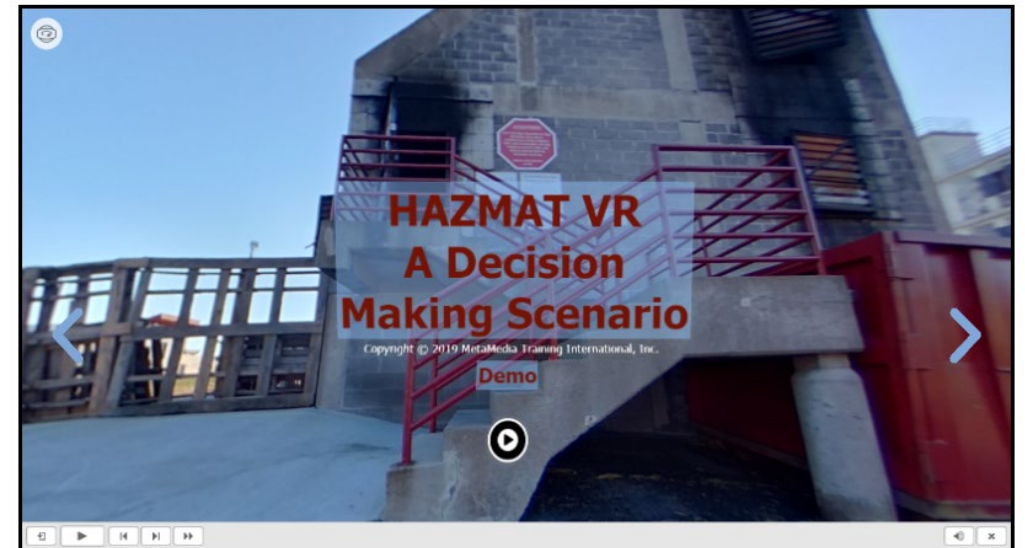 HAZMAT VR
A Decision
Making Scenario
Copyright © 2019 MetaMedia Training International, Inc.
Demo